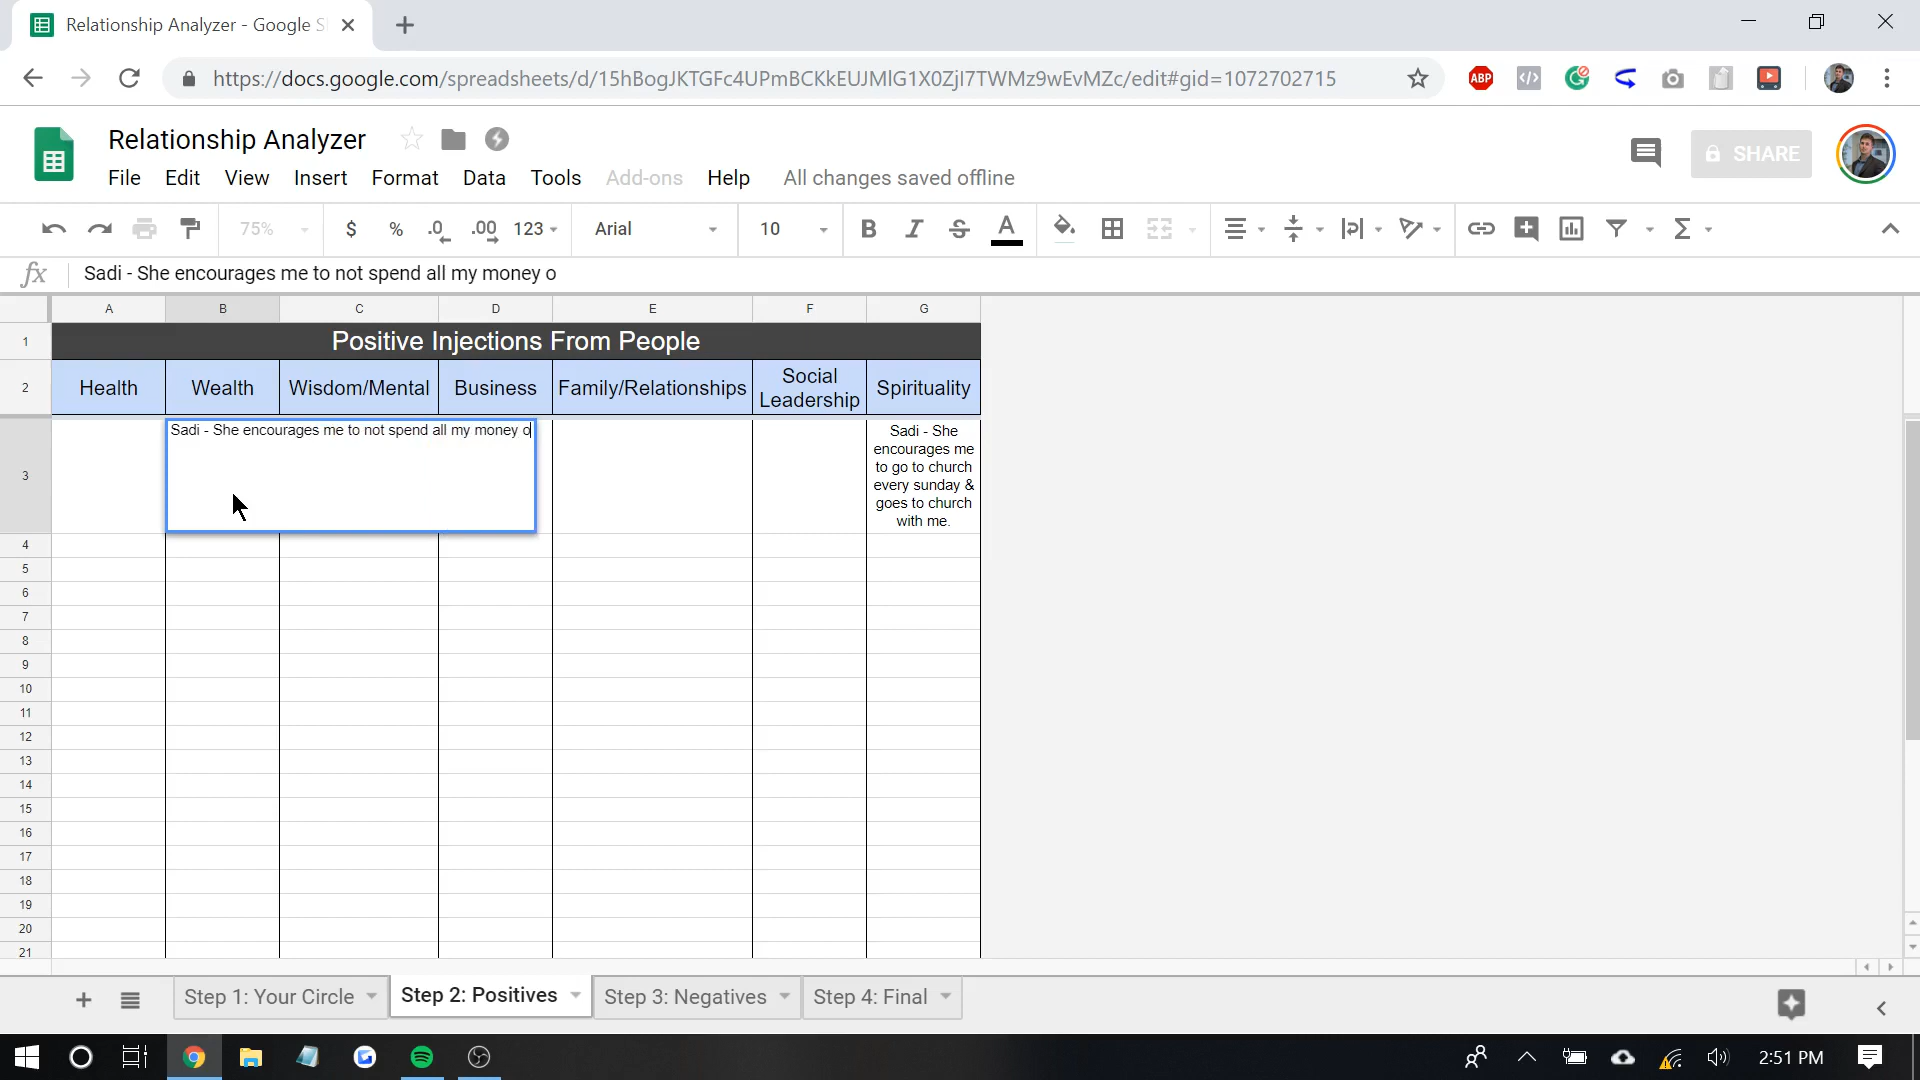 Relationship Analyzer - Google S
https://docs.google.com/spreadsheets/d/15hBogJKTGFc4UPmBCKkEUJMlG1X0ZjI7TWMz9wEvMZc/edit#gid=1072702715
ABP
Relationship Analyzer
SHARE
File Edit View Insert Format Data Tools Add-ons Help All changes saved offline
75% $ % .0 .00 123 Arial 10 B I S A Σ
fx Sadi - She encourages me to not spend all my money o
A B C D E F G
1 Positive Injections From People
2 Health Wealth Wisdom/Mental Business Family/Relationships Social Leadership Spirituality
3 Sadi - She encourages me to not spend all my money o
Sadi - She
encourages me
to go to church
every sunday &
goes to church
with me.
4
5
6
7
8
9
10
11
12
13
14
15
16
17
18
19
20
21
Step 1: Your Circle Step 2: Positives Step 3: Negatives Step 4: Final
2:51 PM